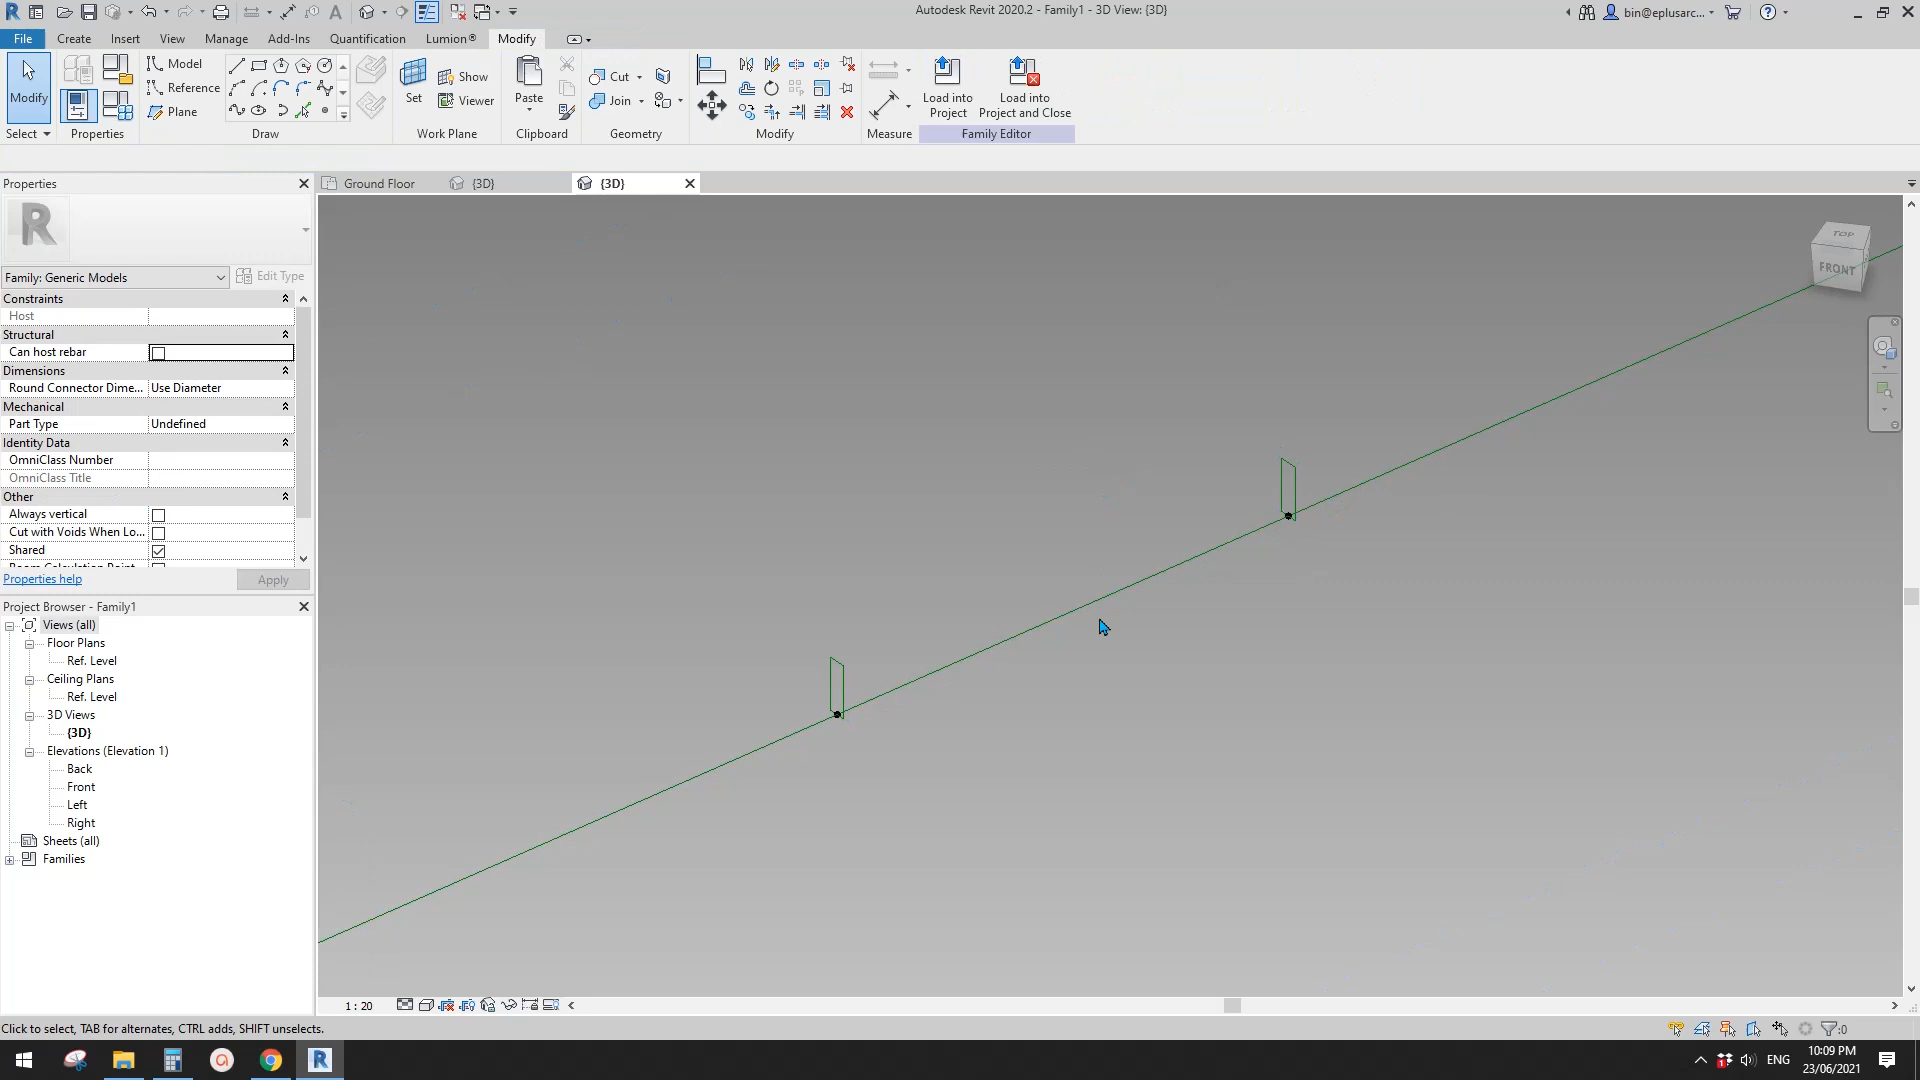 Autodesk Revit 2020.2 - Family1 - 3D View: {3D}
bin@eplusarc...
File
Create
Insert
View
Manage
Add-Ins
Quantification
Lumion®
Modify
Modify
Select
Properties
Model
Reference
Plane
Draw
Set
Show
Viewer
Work Plane
Paste
Clipboard
Cut
Join
Geometry
Modify
Measure
Load into
Project
Load into
Project and Close
Family Editor
Properties
Ground Floor
{3D}
{3D}
R
Family: Generic Models
Edit Type
Constraints
Host
Structural
Can host rebar
Dimensions
Round Connector Dime...
Use Diameter
Mechanical
Part Type
Undefined
Identity Data
OmniClass Number
OmniClass Title
Other
Always vertical
Cut with Voids When Lo...
Shared
Properties help
Apply
Project Browser - Family1
Views (all)
Floor Plans
Ref. Level
Ceiling Plans
Ref. Level
3D Views
{3D}
Elevations (Elevation 1)
Back
Front
Left
Right
Sheets (all)
Families
TOP
FRONT
1 : 20
Click to select, TAB for alternates, CTRL adds, SHIFT unselects.
:0
ENG
10:09 PM
23/06/2021